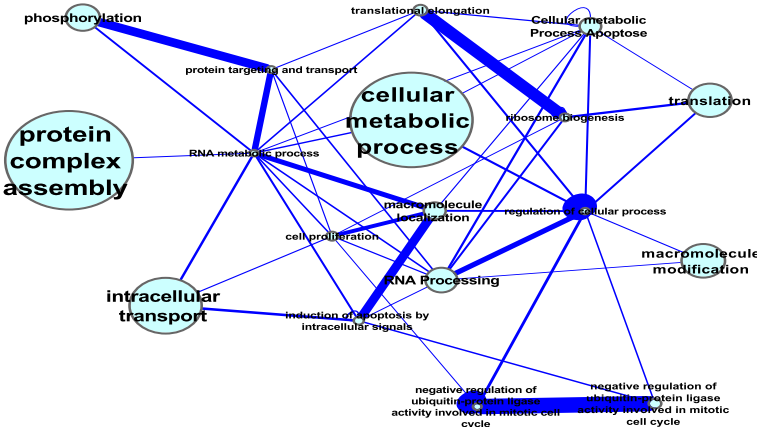 phosphorylation
translational elongation
Cellular metabolic
Process Apoptose
protein targeting and transport
cellular
metabolic
process
translation
ribosome biogenesis
protein
complex
assembly
RNA metabolic process
macromolecule
localization
regulation of cellular process
cell proliferation
macromolecule
modification
RNA Processing
intracellular
transport
induction of apoptosis by
intracellular signals
negative regulation of
ubiquitin-protein ligase
activity involved in mitotic cell
cycle
negative regulation of
ubiquitin-protein ligase
activity involved in mitotic
cell cycle